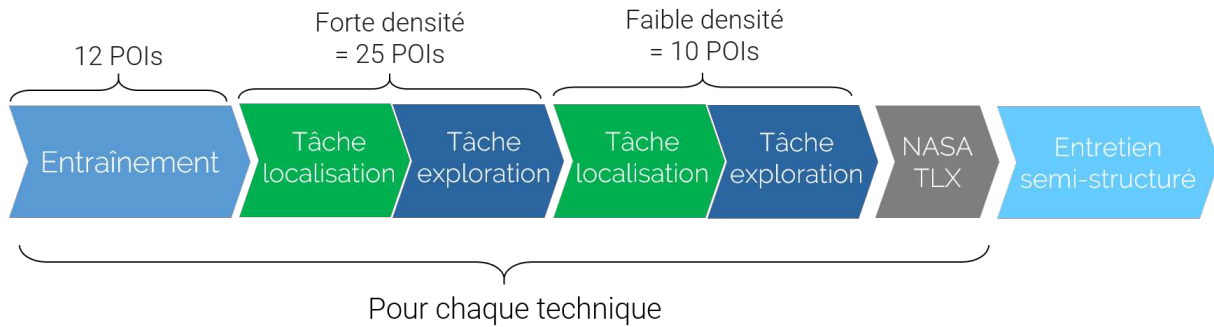 12 POIs
Forte densité
= 25 POIs
Faible densité
= 10 POIs
Entraînement
Tâche
localisation
Tâche
exploration
Tâche
localisation
Tâche
exploration
NASA
TLX
Entretien
semi-structuré
Pour chaque technique